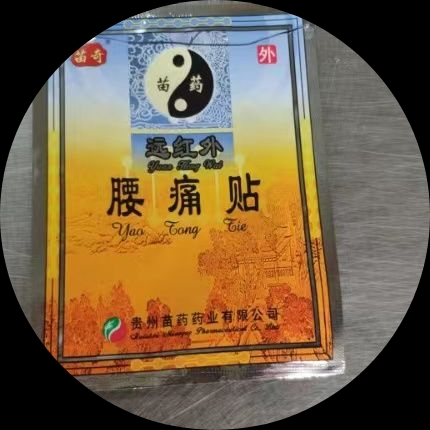 苗奇
外
苗药
远红外
Yuan Hong Wai
腰痛贴
Yao Tong Tie
贵州苗药药业有限公司